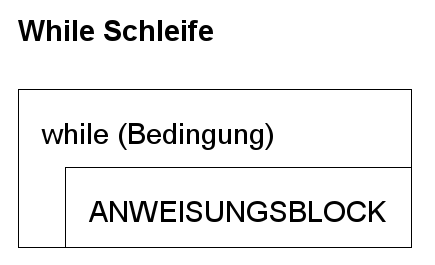 While Schleife
while (Bedingung)
ANWEISUNGSBLOCK